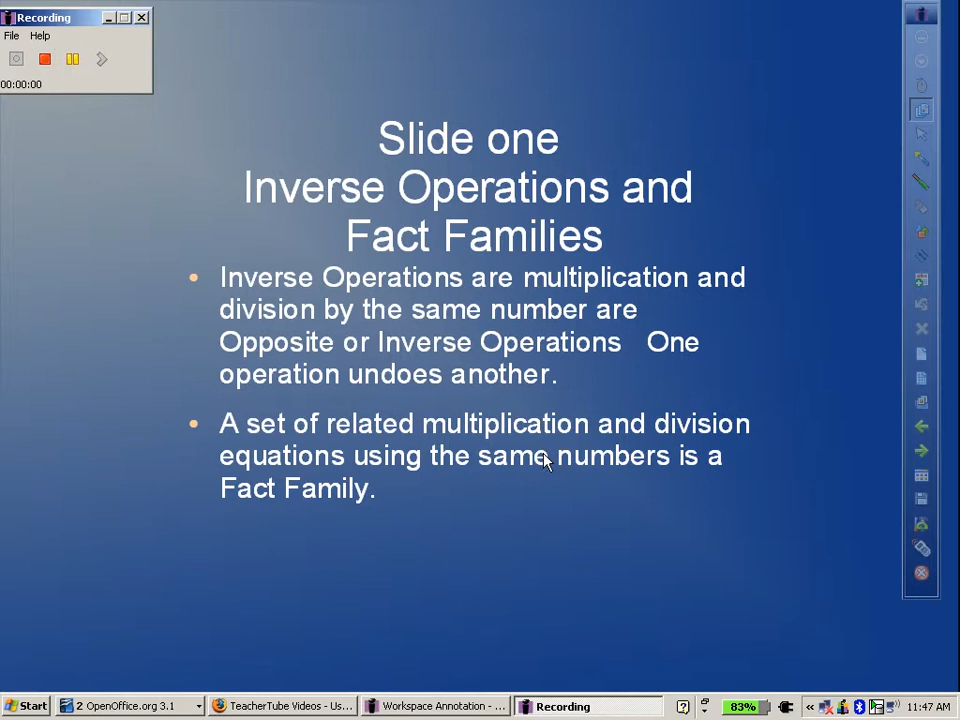 Recording
File Help
00:00:00
Slide one
Inverse Operations and
Fact Families
• Inverse Operations are multiplication and
division by the same number are
Opposite or Inverse Operations One
operation undoes another.
• A set of related multiplication and division
equations using the same numbers is a
Fact Family.
Start 2 OpenOffice.org 3.1 TeacherTube Videos - Us... Workspace Annotation - ... Recording 83% « 11:47 AM